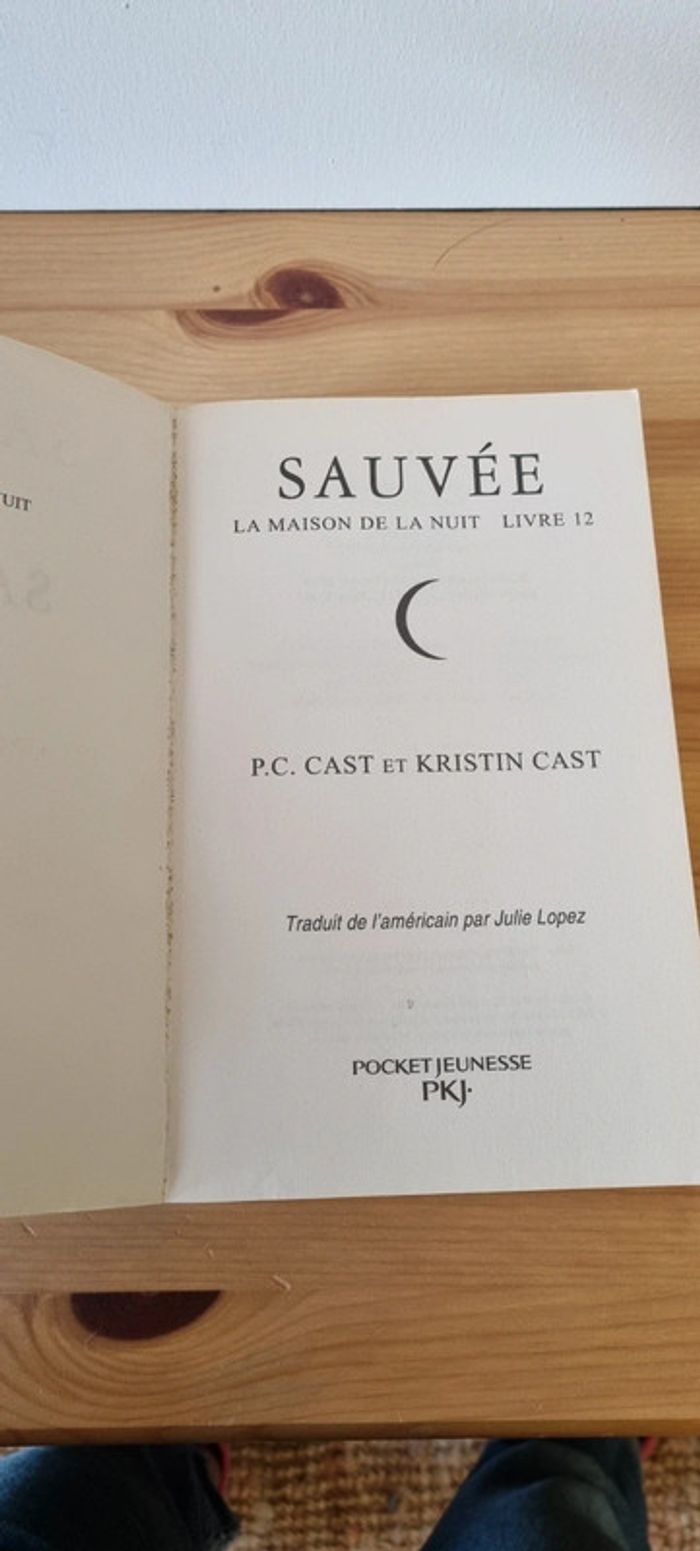 SAUVÉE
LA MAISON DE LA NUIT LIVRE 12
P.C. CAST ET KRISTIN CAST
Traduit de l'américain par Julie Lopez
POCKET JEUNESSE
PKJ·